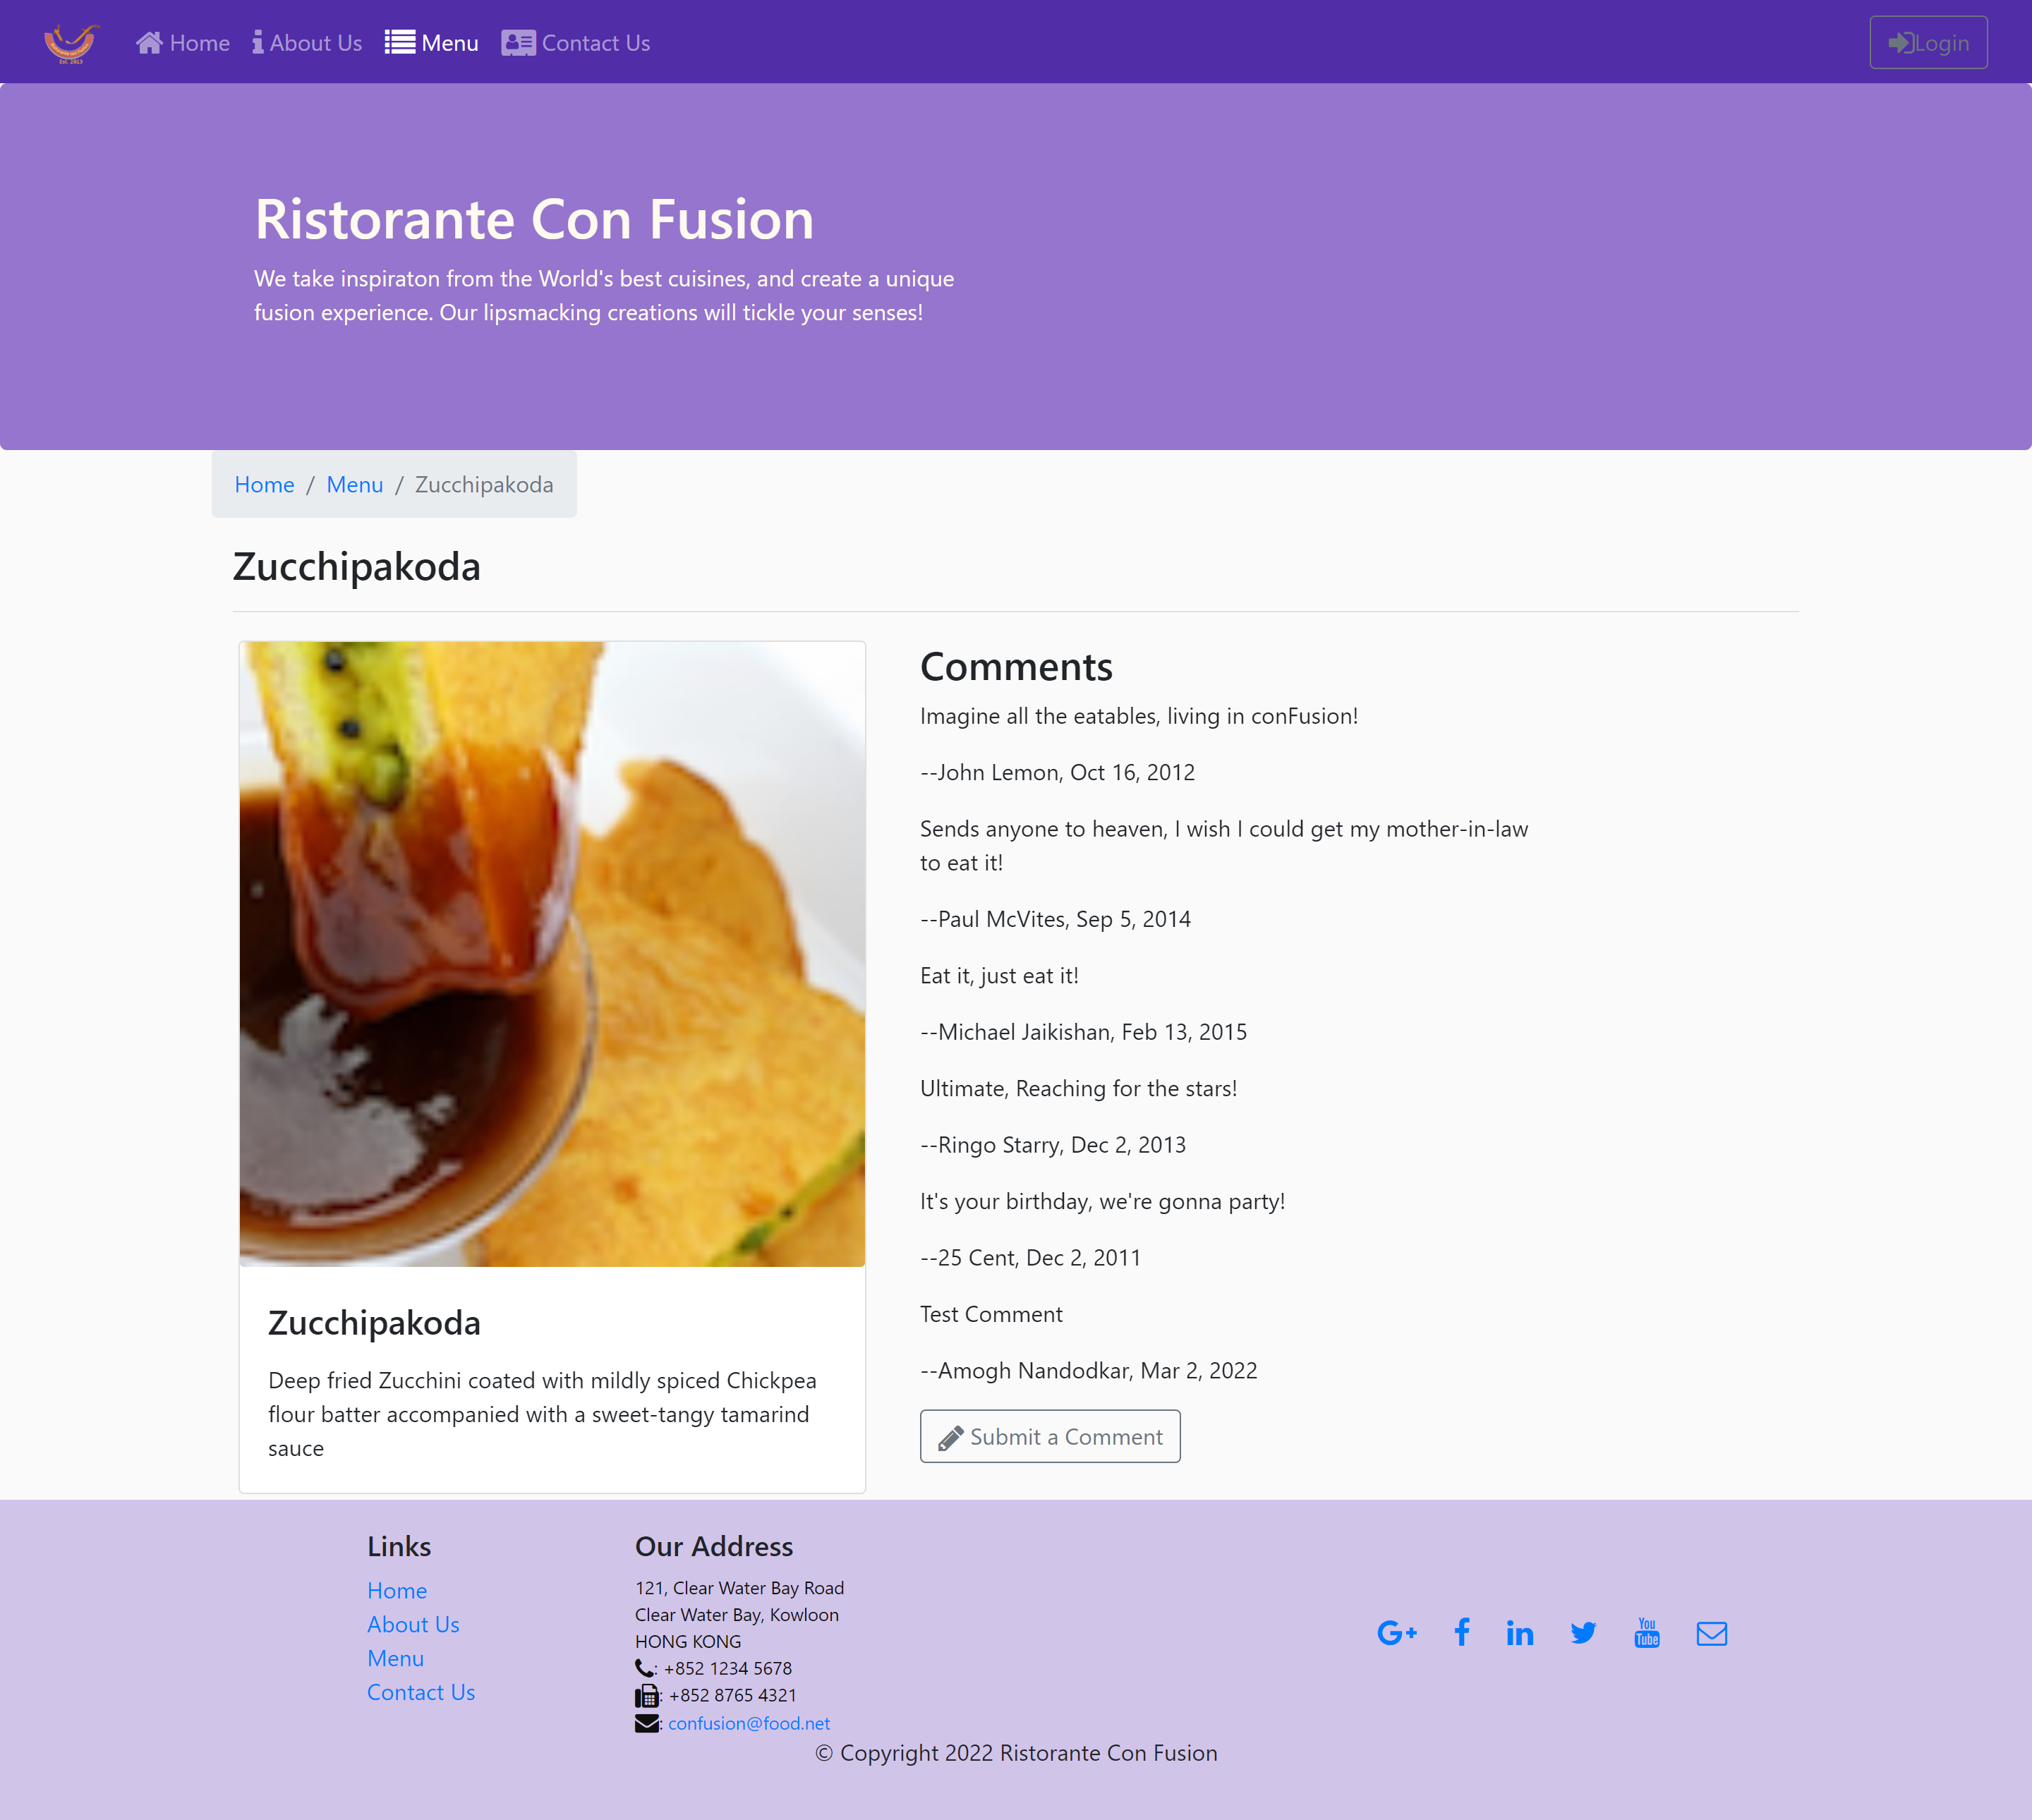 Est. 2013
Home
About Us
Menu
Contact Us
Login
Ristorante Con Fusion
We take inspiraton from the World's best cuisines, and create a unique
fusion experience. Our lipsmacking creations will tickle your senses!
Home / Menu / Zucchipakoda
Zucchipakoda
Zucchipakoda
Deep fried Zucchini coated with mildly spiced Chickpea
flour batter accompanied with a sweet-tangy tamarind
sauce
Comments
Imagine all the eatables, living in conFusion!
--John Lemon, Oct 16, 2012
Sends anyone to heaven, I wish I could get my mother-in-law
to eat it!
--Paul McVites, Sep 5, 2014
Eat it, just eat it!
--Michael Jaikishan, Feb 13, 2015
Ultimate, Reaching for the stars!
--Ringo Starry, Dec 2, 2013
It's your birthday, we're gonna party!
--25 Cent, Dec 2, 2011
Test Comment
--Amogh Nandodkar, Mar 2, 2022
Submit a Comment
Links
Home
About Us
Menu
Contact Us
Our Address
121, Clear Water Bay Road
Clear Water Bay, Kowloon
HONG KONG
: +852 1234 5678
: +852 8765 4321
: confusion@food.net
You
Tube
© Copyright 2022 Ristorante Con Fusion